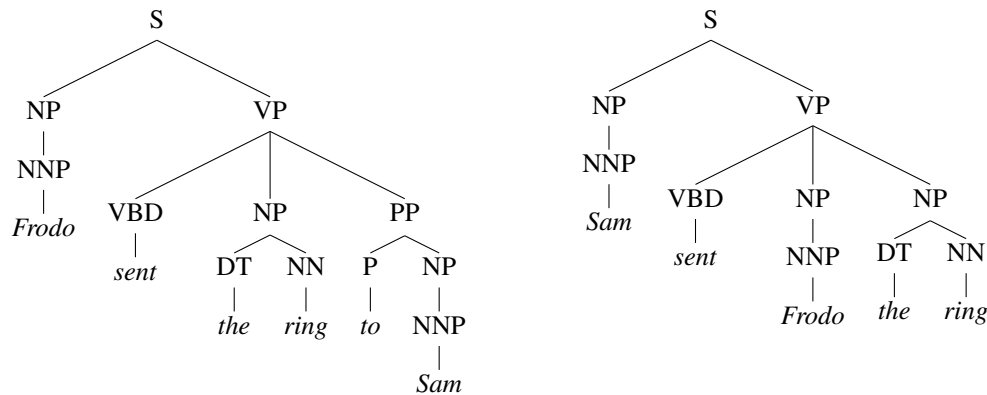 S S
NP VP NP VP
NNP NNP
Frodo VBD NP PP Sam VBD NP NP
sent DT NN P NP sent NNP DT NN
the ring to NNP Frodo the ring
Sam